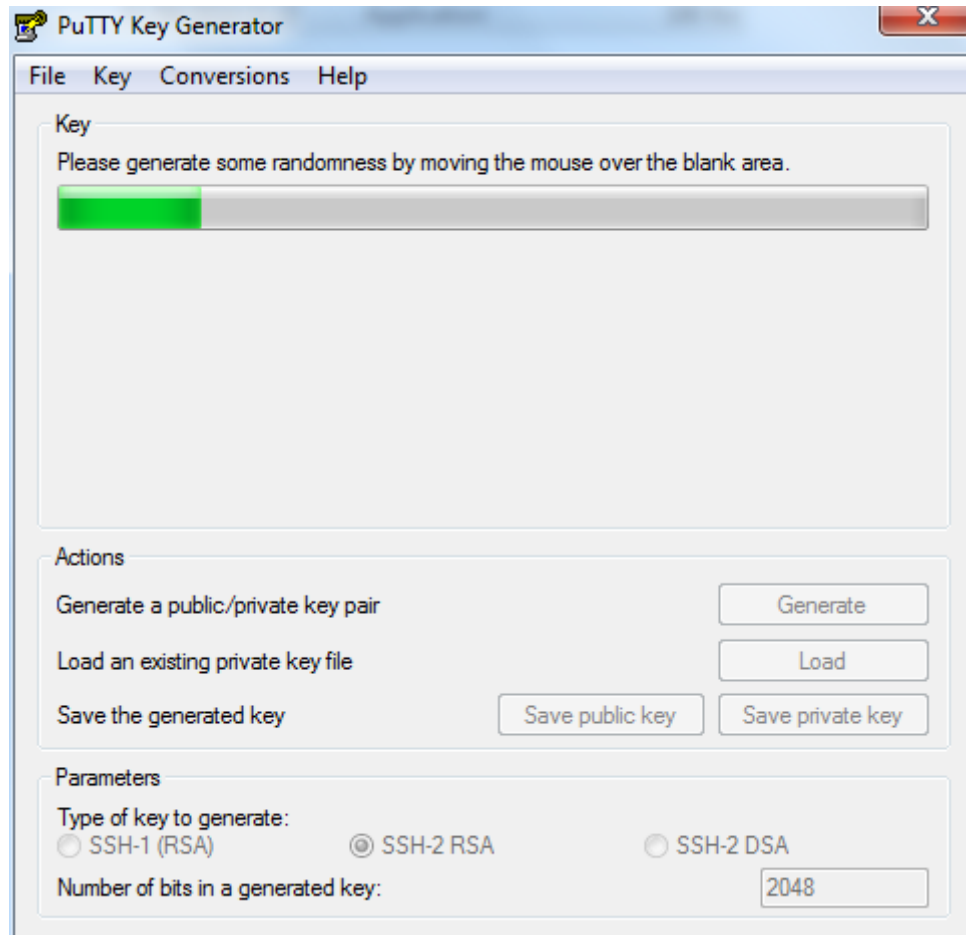 PuTTY Key Generator
File Key Conversions Help
Key
Please generate some randomness by moving the mouse over the blank area.
Actions
Generate a public/private key pair Generate
Load an existing private key file Load
Save the generated key Save public key Save private key
Parameters
Type of key to generate:
SSH-1 (RSA) SSH-2 RSA SSH-2 DSA
Number of bits in a generated key: 2048